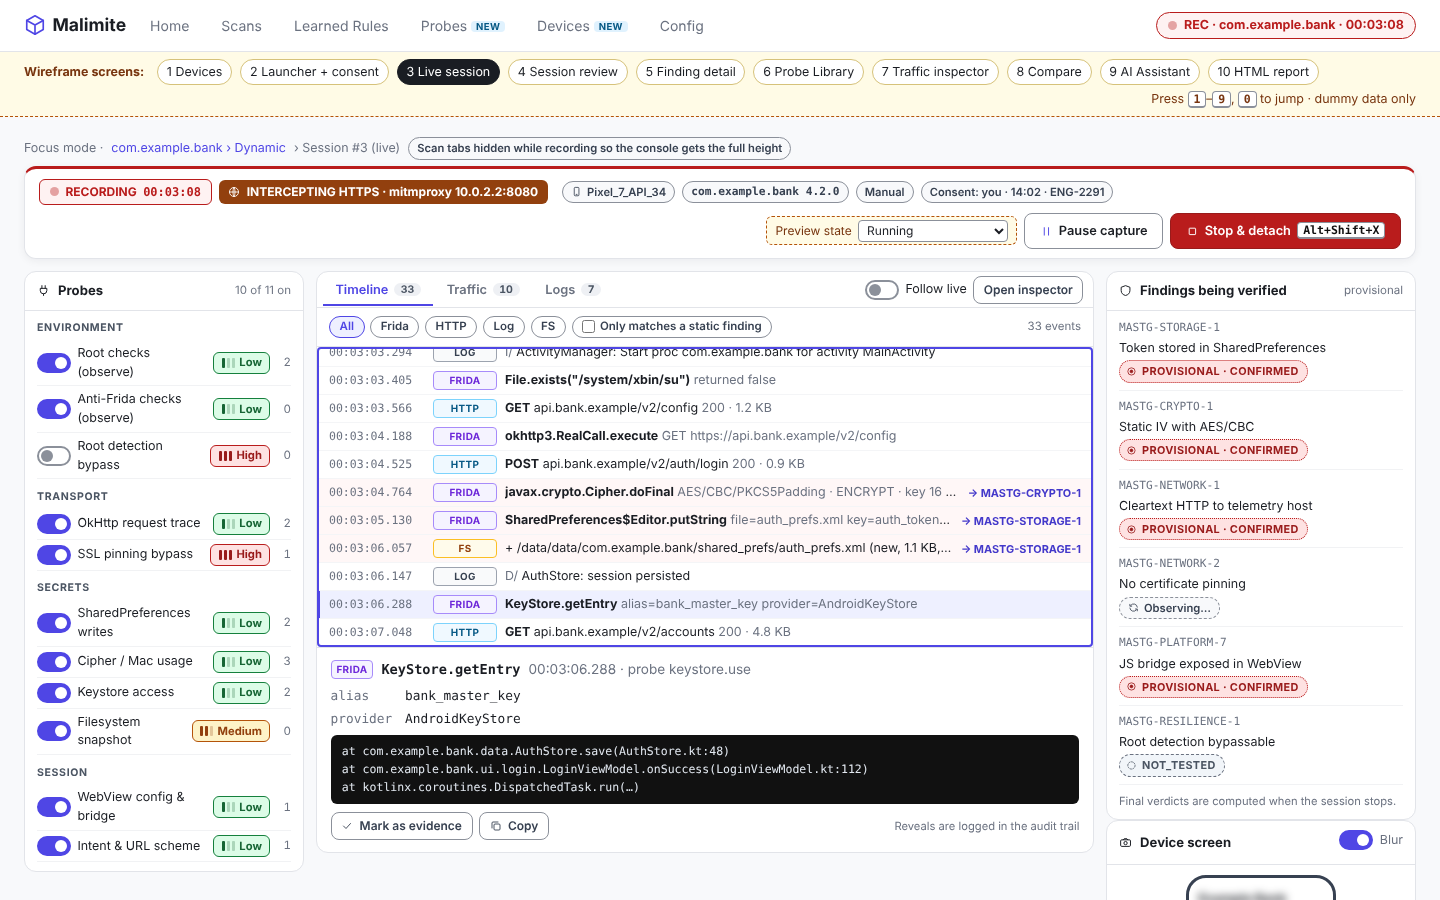 Malimite Home Scans Learned Rules Probes NEW Devices NEW Config REC · com.example.bank · 00:03:08
Wireframe screens: 1 Devices 2 Launcher + consent 3 Live session 4 Session review 5 Finding detail 6 Probe Library 7 Traffic inspector 8 Compare 9 AI Assistant 10 HTML report
Press 1–9, 0 to jump · dummy data only
Focus mode · com.example.bank › Dynamic › Session #3 (live) Scan tabs hidden while recording so the console gets the full height
RECORDING 00:03:08 INTERCEPTING HTTPS · mitmproxy 10.0.2.2:8080 Pixel_7_API_34 com.example.bank 4.2.0 Manual Consent: you · 14:02 · ENG-2291
Preview state Running Pause capture Stop & detach Alt+Shift+X
Probes 10 of 11 on
ENVIRONMENT
Root checks
(observe) Low 2
Anti-Frida checks
(observe) Low 0
Root detection
bypass High 0
TRANSPORT
OkHttp request trace Low 2
SSL pinning bypass High 1
SECRETS
SharedPreferences
writes Low 2
Cipher / Mac usage Low 3
Keystore access Low 2
Filesystem
snapshot Medium 0
SESSION
WebView config &
bridge Low 1
Intent & URL scheme Low 1
Timeline 33 Traffic 10 Logs 7 Follow live Open inspector
All Frida HTTP Log FS Only matches a static finding 33 events
00:03:03.294 LOG I/ ActivityManager: Start proc com.example.bank for activity MainActivity
00:03:03.405 FRIDA File.exists("/system/xbin/su") returned false
00:03:03.566 HTTP GET api.bank.example/v2/config 200 · 1.2 KB
00:03:04.188 FRIDA okhttp3.RealCall.execute GET https://api.bank.example/v2/config
00:03:04.525 HTTP POST api.bank.example/v2/auth/login 200 · 0.9 KB
00:03:04.764 FRIDA javax.crypto.Cipher.doFinal AES/CBC/PKCS5Padding · ENCRYPT · key 16 … → MASTG-CRYPTO-1
00:03:05.130 FRIDA SharedPreferences$Editor.putString file=auth_prefs.xml key=auth_token… → MASTG-STORAGE-1
00:03:06.057 FS + /data/data/com.example.bank/shared_prefs/auth_prefs.xml (new, 1.1 KB,… → MASTG-STORAGE-1
00:03:06.147 LOG D/ AuthStore: session persisted
00:03:06.288 FRIDA KeyStore.getEntry alias=bank_master_key provider=AndroidKeyStore
00:03:07.048 HTTP GET api.bank.example/v2/accounts 200 · 4.8 KB
FRIDA KeyStore.getEntry 00:03:06.288 · probe keystore.use
alias bank_master_key
provider AndroidKeyStore
at com.example.bank.data.AuthStore.save(AuthStore.kt:48)
at com.example.bank.ui.login.LoginViewModel.onSuccess(LoginViewModel.kt:112)
at kotlinx.coroutines.DispatchedTask.run(…)
Mark as evidence Copy Reveals are logged in the audit trail
Findings being verified provisional
MASTG-STORAGE-1
Token stored in SharedPreferences
PROVISIONAL · CONFIRMED
MASTG-CRYPTO-1
Static IV with AES/CBC
PROVISIONAL · CONFIRMED
MASTG-NETWORK-1
Cleartext HTTP to telemetry host
PROVISIONAL · CONFIRMED
MASTG-NETWORK-2
No certificate pinning
Observing…
MASTG-PLATFORM-7
JS bridge exposed in WebView
PROVISIONAL · CONFIRMED
MASTG-RESILIENCE-1
Root detection bypassable
NOT_TESTED
Final verdicts are computed when the session stops.
Device screen Blur